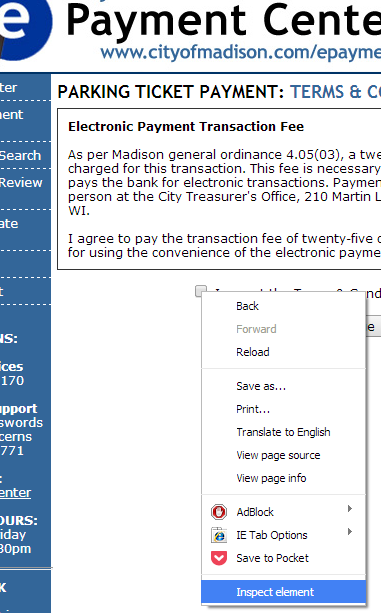 e
Payment Cente
www.cityofmadison.com/epayme
PARKING TICKET PAYMENT: TERMS & CO
Electronic Payment Transaction Fee
As per Madison general ordinance 4.05(03), a twe
charged for this transaction. This fee is necessary
pays the bank for electronic transactions. Paymen
person at the City Treasurer's Office, 210 Martin L
WI.
I agree to pay the transaction fee of twenty-five c
for using the convenience of the electronic payme
ter
ment
Search
Review
ate
t
NS:
ices
170
pport
swords
cerns
771
:
enter
OURS:
iday
30pm
K
e
Back
Forward
Reload
Save as...
Print...
Translate to English
View page source
View page info
AdBlock
IE Tab Options
Save to Pocket
Inspect element